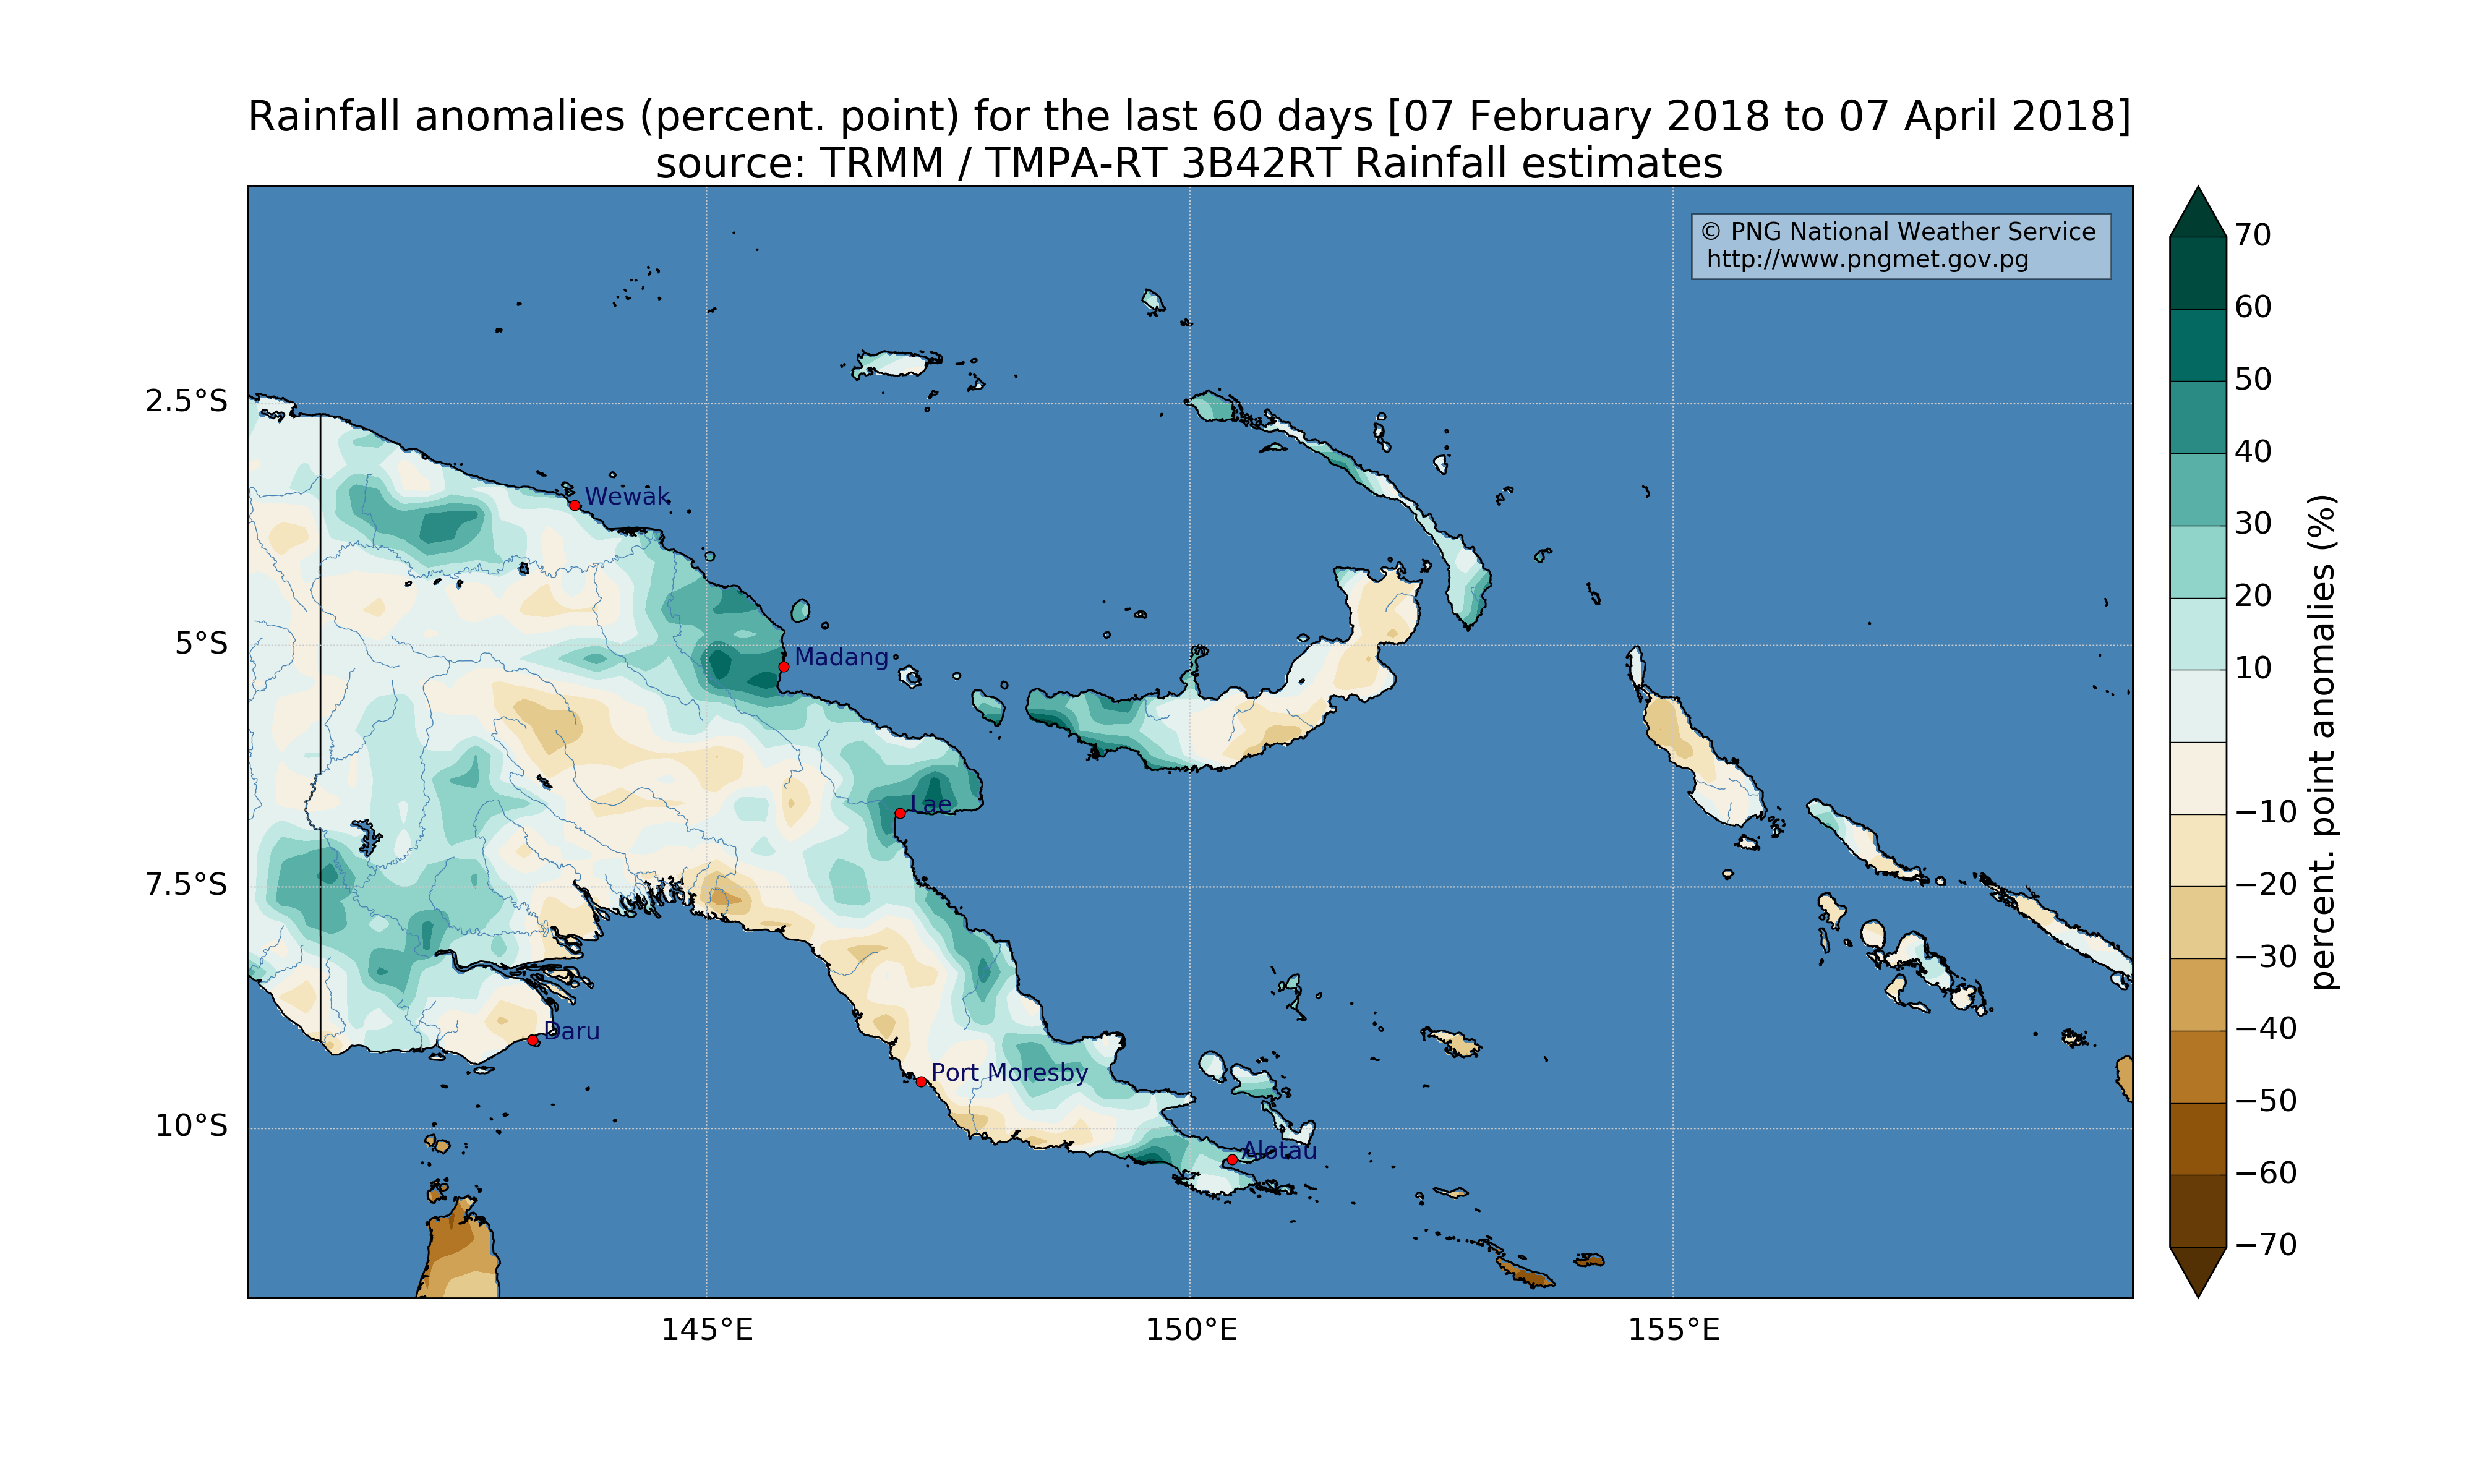 Rainfall anomalies (percent. point) for the last 60 days [07 February 2018 to 07 April 2018]
source: TRMM / TMPA-RT 3B42RT Rainfall estimates
© PNG National Weather Service
http://www.pngmet.gov.pg
2.5°S
5°S
7.5°S
10°S
Wewak
Madang
Lae
Daru
Port Moresby
Alotau
145°E
150°E
155°E
70
60
50
40
30
20
10
−10
−20
−30
−40
−50
−60
−70
percent. point anomalies (%)